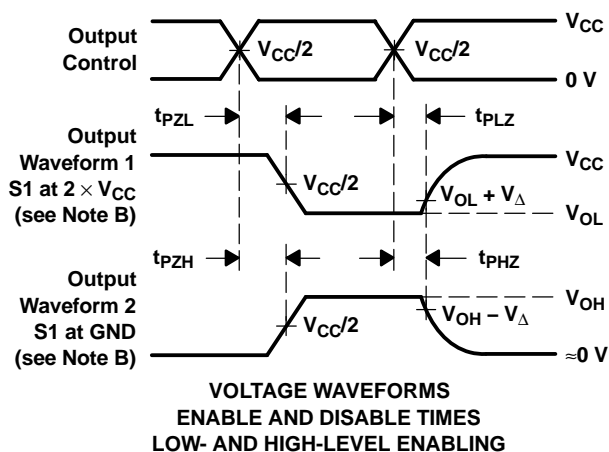 Output
Control
V_CC/2
V_CC/2
V_CC
0 V
t_PZL
t_PLZ
Output
Waveform 1
S1 at 2 × V_CC
(see Note B)
V_CC/2
V_CC
V_OL + V_Δ
V_OL
t_PZH
t_PHZ
Output
Waveform 2
S1 at GND
(see Note B)
V_CC/2
V_OH
V_OH − V_Δ
≈0 V
VOLTAGE WAVEFORMS
ENABLE AND DISABLE TIMES
LOW- AND HIGH-LEVEL ENABLING